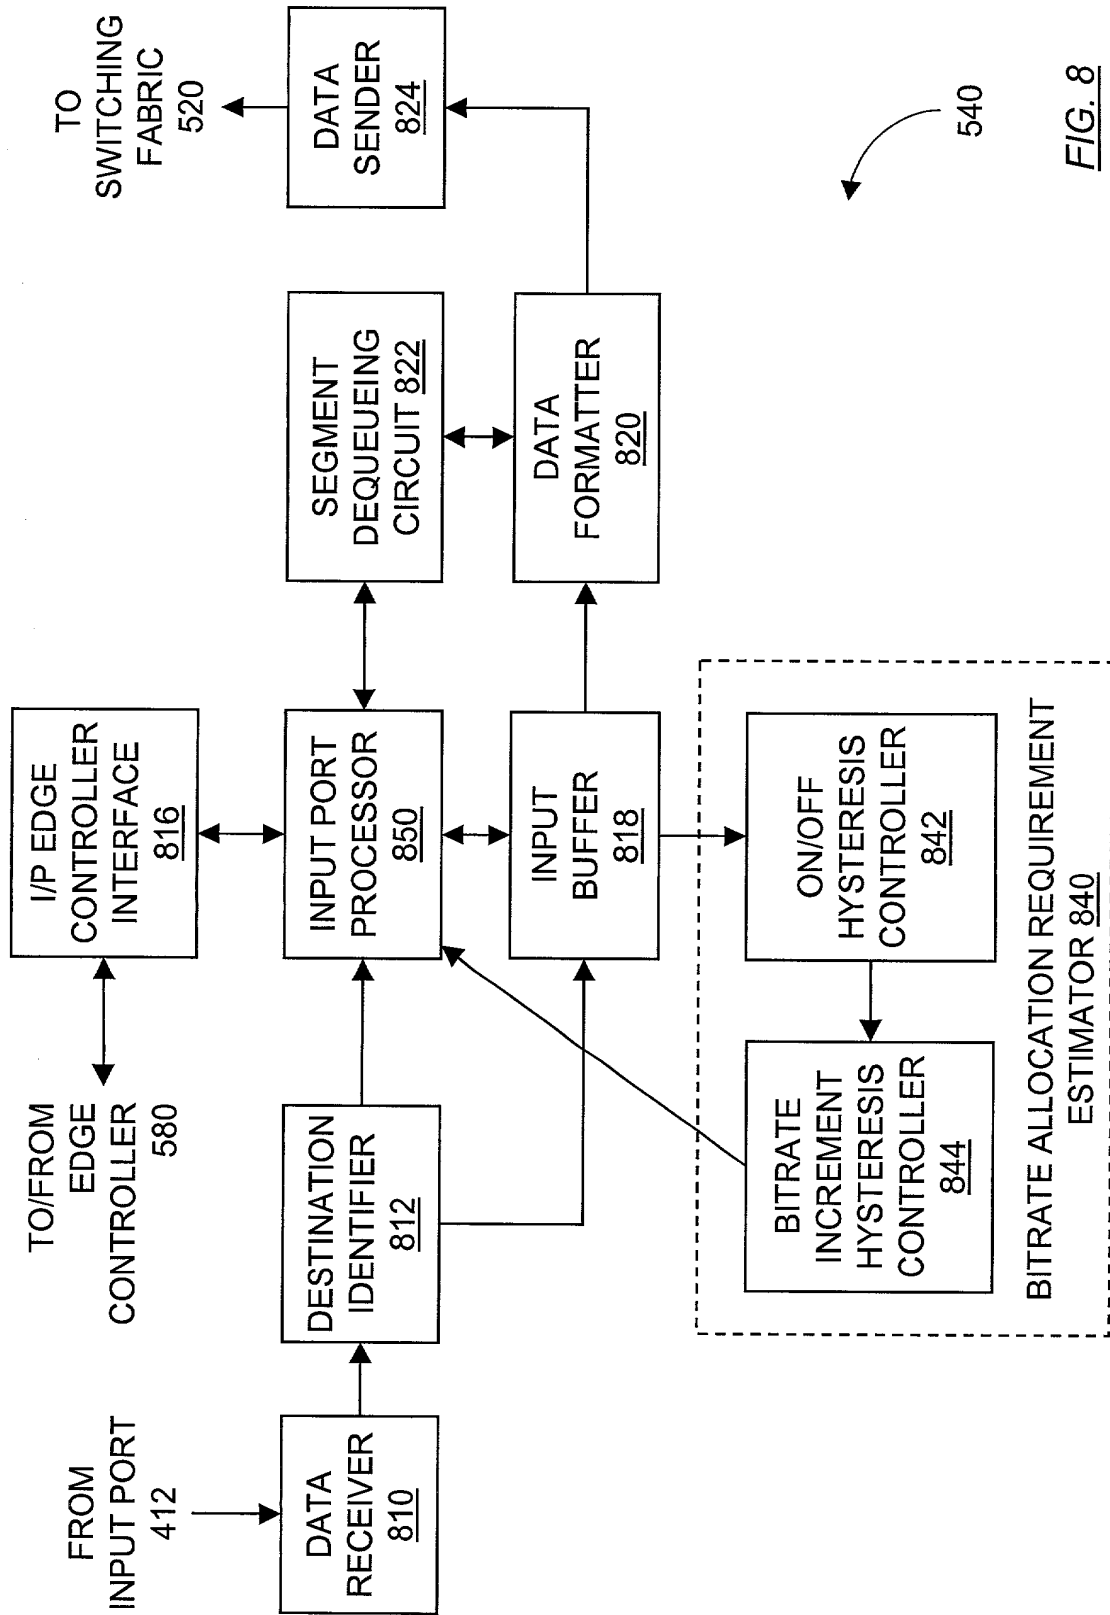 FROM
INPUT PORT
412
DATA
RECEIVER
810
DESTINATION
IDENTIFIER
812
TO/FROM
EDGE
CONTROLLER
580
I/P EDGE
CONTROLLER
INTERFACE
816
INPUT PORT
PROCESSOR
850
INPUT
BUFFER
818
SEGMENT
DEQUEUEING
CIRCUIT 822
DATA
FORMATTER
820
TO
SWITCHING
FABRIC
520
DATA
SENDER
824
BITRATE
INCREMENT
HYSTERESIS
CONTROLLER
844
ON/OFF
HYSTERESIS
CONTROLLER
842
BITRATE ALLOCATION REQUIREMENT
ESTIMATOR 840
540
FIG. 8